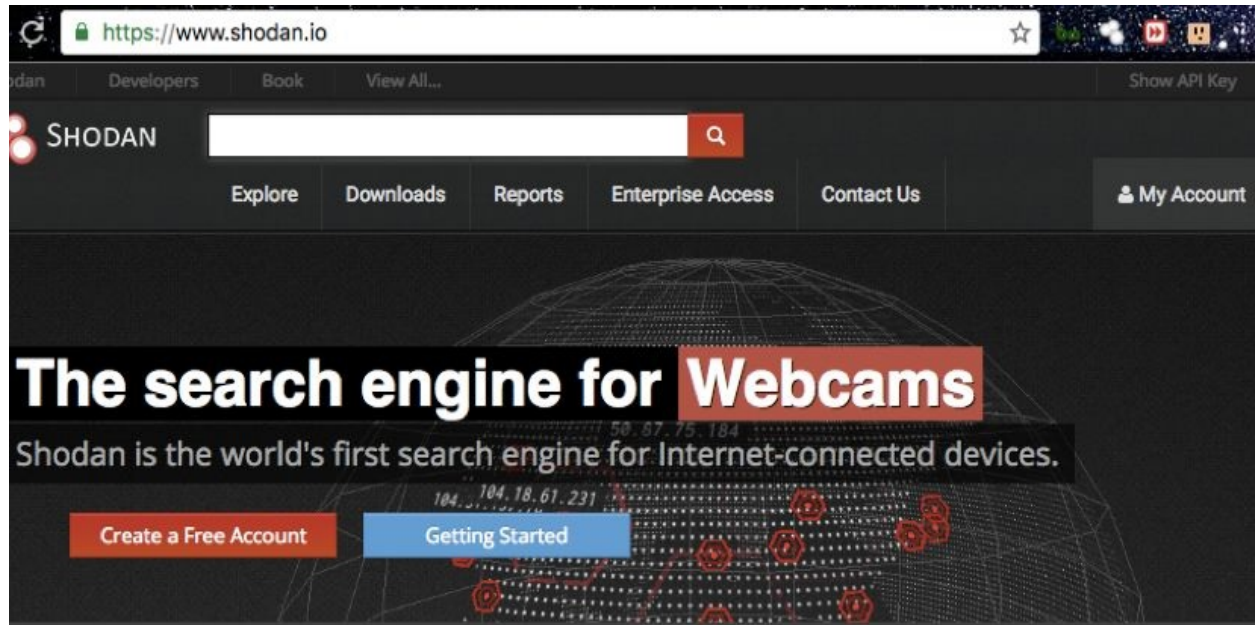 https://www.shodan.io
Developers Book View All... Show API Key
SHODAN
Explore Downloads Reports Enterprise Access Contact Us My Account
The search engine for Webcams
50.87.75.184
Shodan is the world's first search engine for Internet-connected devices.
104.18.61.231
Create a Free Account Getting Started